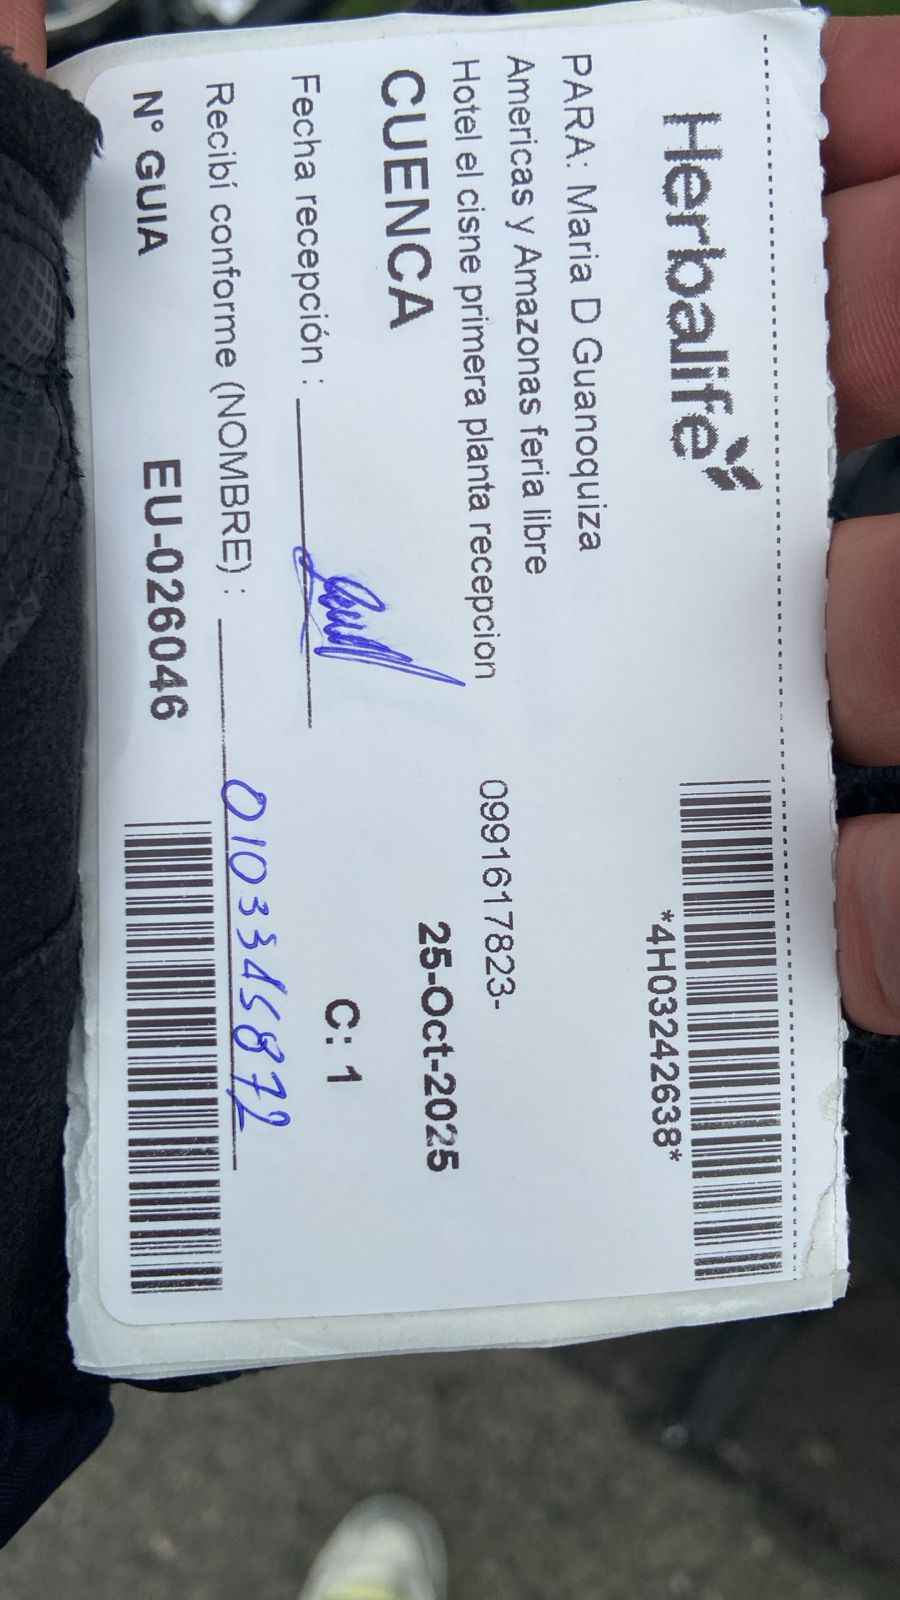 Herbalife
*4H03242638*
PARA: Maria D Guanoquiza
Americas y Amazonas feria libre
Hotel el cisne primera planta recepcion
0991617823-
CUENCA
25-Oct-2025
Fecha recepción :
C: 1
Recibí conforme (NOMBRE) :
0103345872
N° GUIA
EU-026046